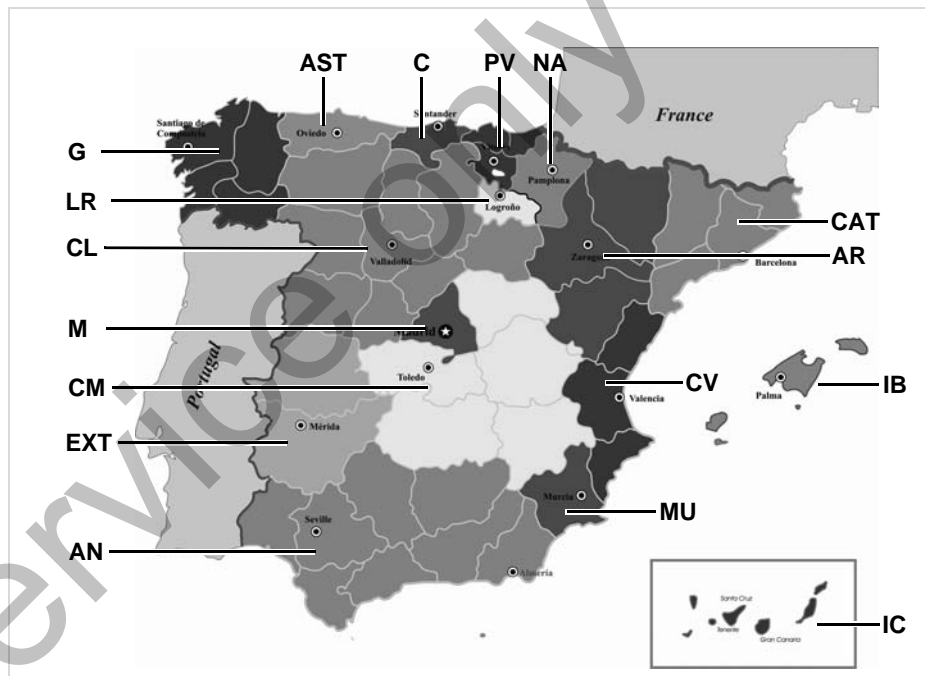 AST
C
PV
NA
France
Santander
Santiago de
Compostela
Oviedo
G
Pamplona
LR
Logroño
CAT
CL
Valladolid
AR
Barcelona
M
Madrid
Portugal
Toledo
CM
CV
Palma
IB
Valencia
Mérida
EXT
Murcia
MU
Seville
AN
Almería
Santa Cruz
Tenerife
Gran Canaria
IC
service only